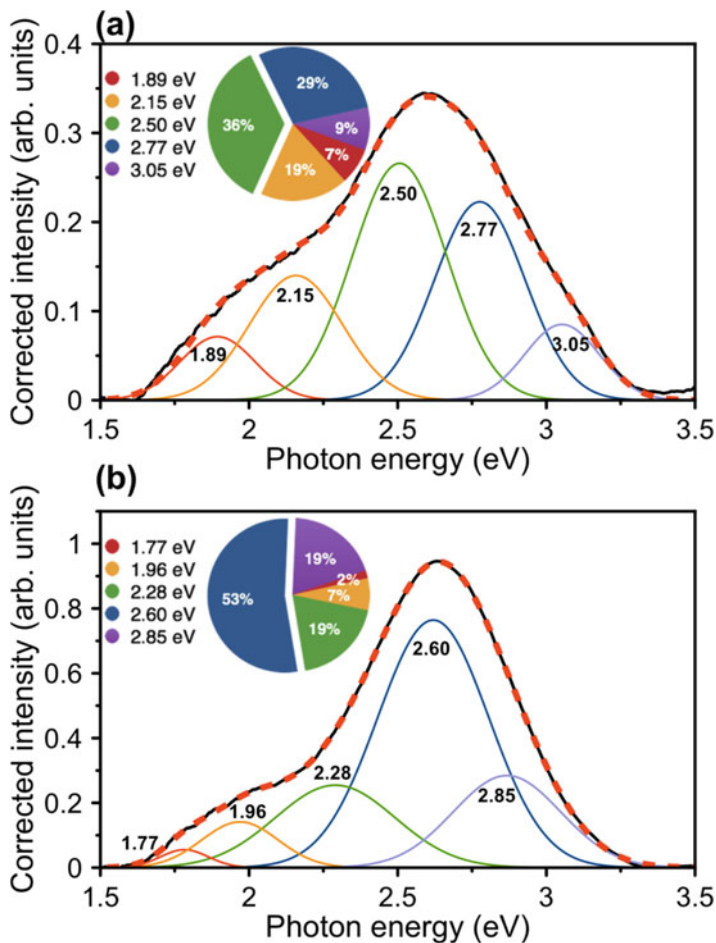 (a)
0.4
0.3
0.2
0.1
0
Corrected intensity (arb. units)
1.89 eV
2.15 eV
2.50 eV
2.77 eV
3.05 eV
29%
36%
9%
7%
19%
2.50
2.77
2.15
1.89
3.05
1.5 2 2.5 3 3.5
Photon energy (eV)
(b)
1
0.8
0.6
0.4
0.2
0
Corrected intensity (arb. units)
1.77 eV
1.96 eV
2.28 eV
2.60 eV
2.85 eV
19%
53%
2%
7%
19%
2.60
2.28
2.85
1.96
1.77
1.5 2 2.5 3 3.5
Photon energy (eV)